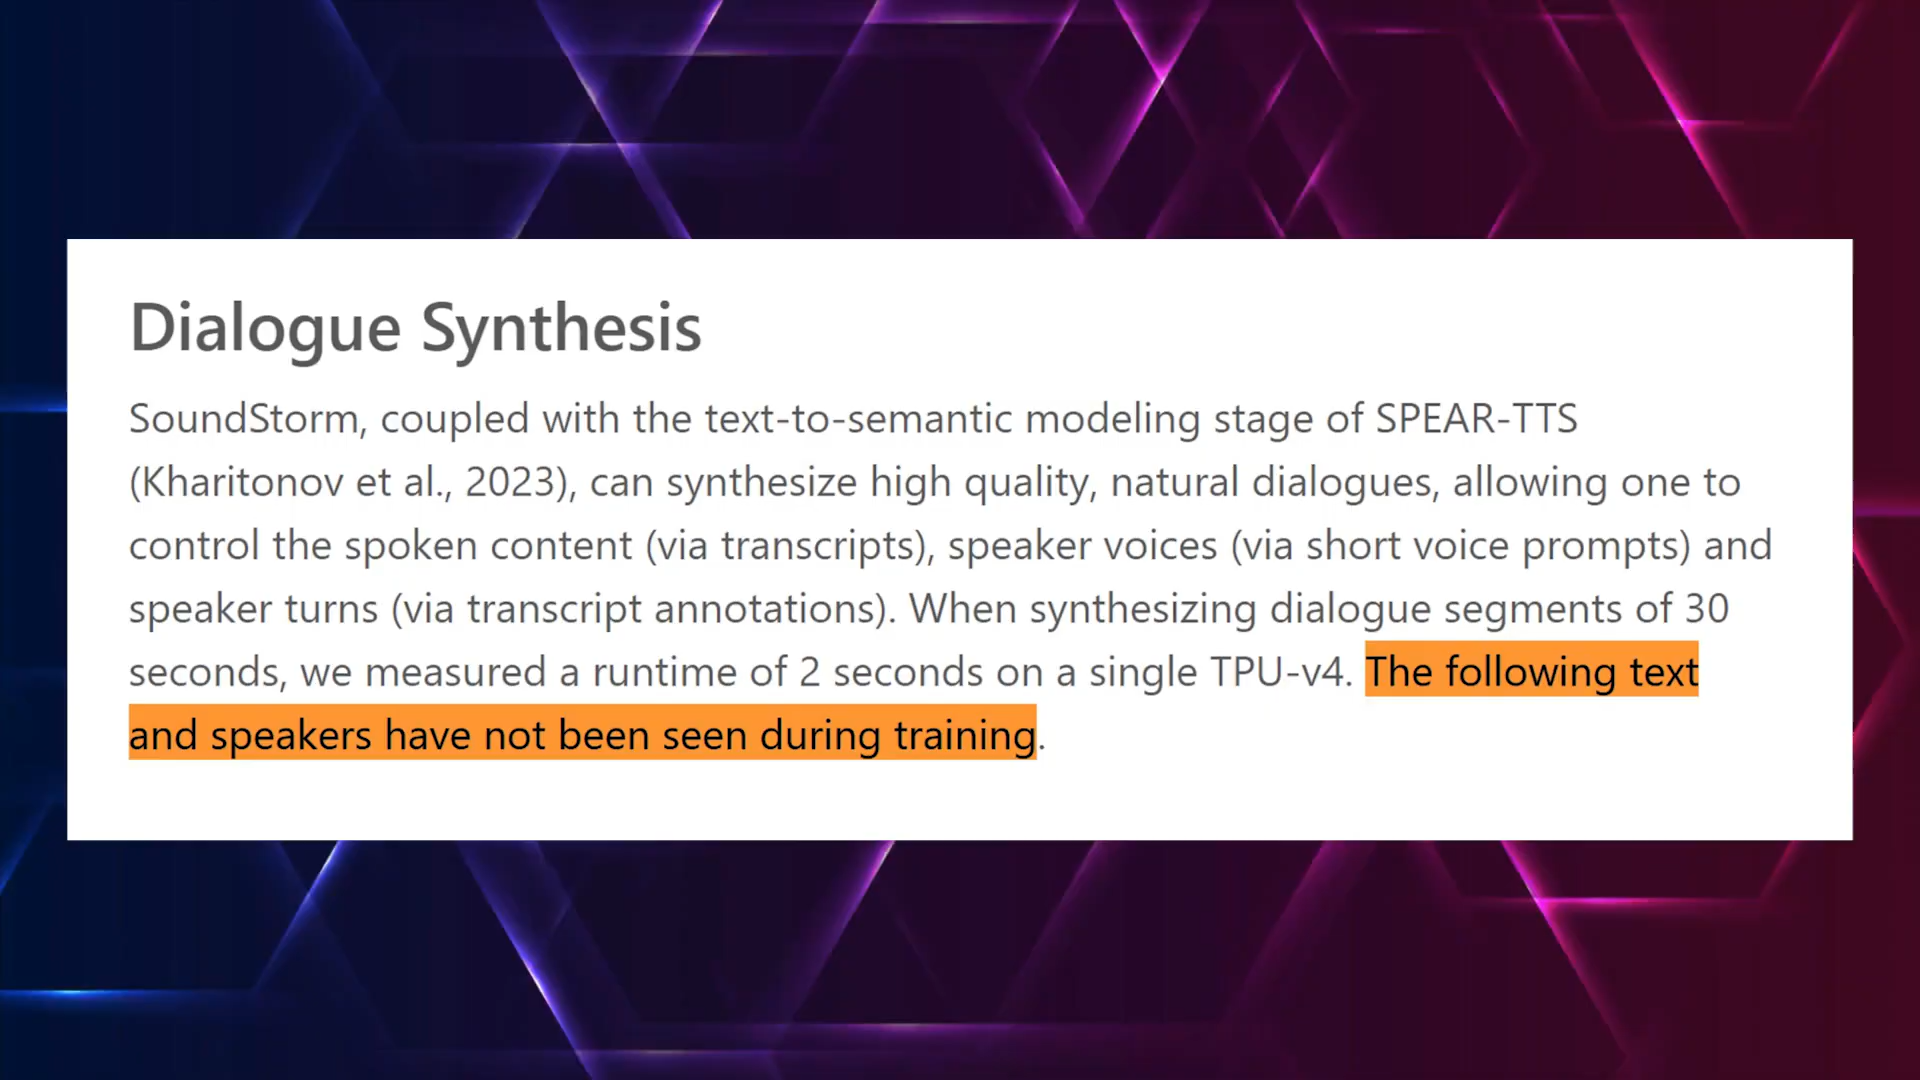 Dialogue Synthesis
SoundStorm, coupled with the text-to-semantic modeling stage of SPEAR-TTS
(Kharitonov et al., 2023), can synthesize high quality, natural dialogues, allowing one to
control the spoken content (via transcripts), speaker voices (via short voice prompts) and
speaker turns (via transcript annotations). When synthesizing dialogue segments of 30
seconds, we measured a runtime of 2 seconds on a single TPU-v4. The following text
and speakers have not been seen during training.